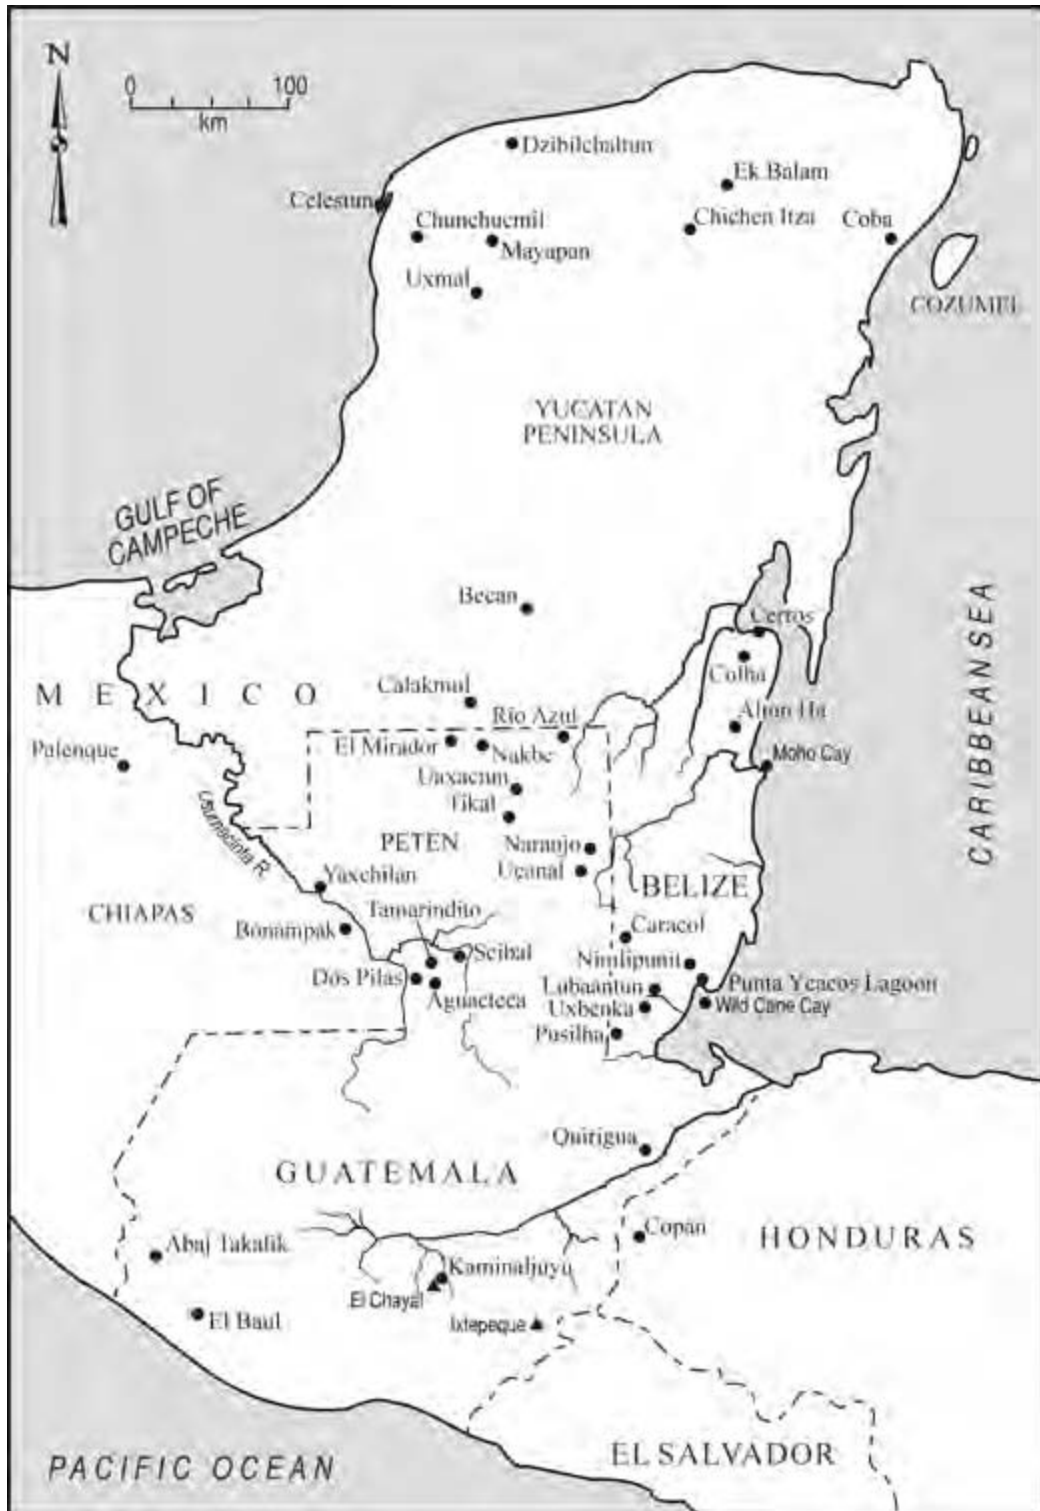 N
0 100
km
Dzibilchaltun
Ek Balam
Celestun
Chunchucmil
Chichen Itza
Coba
Mayapan
Uxmal
COZUMEL
YUCATAN
PENINSULA
GULF OF
CAMPECHE
Becan
Cerros
Colha
CARIBBEAN SEA
MEXICO
Calakmul
Rio Azul
Altun Ha
Palenque
El Mirador
Nakbe
Moho Cay
Uaxactun
Tikal
Usumacinta R.
PETEN
Naranjo
Ucanal
Yaxchilan
BELIZE
CHIAPAS
Tamarindito
Bonampak
Caracol
Seibal
Nimlipunit
Dos Pilas
Lubaantun
Punta Ycacos Lagoon
Aguateca
Uxbenka
Wild Cane Cay
Pusilha
Quirigua
GUATEMALA
Copan
HONDURAS
Abaj Takalik
Kaminaljuyu
El Chayal
El Baul
Ixtepeque
EL SALVADOR
PACIFIC OCEAN